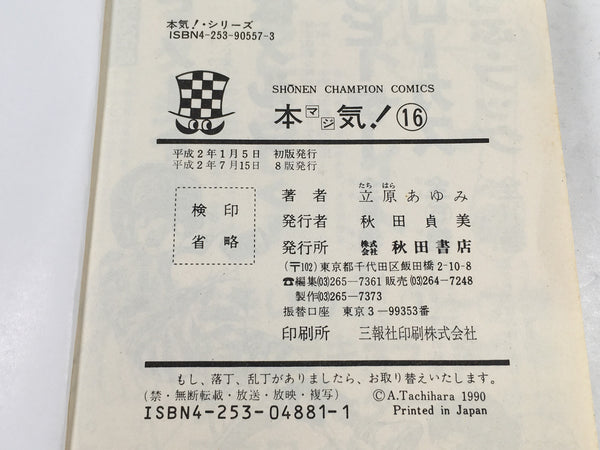 本気!・シリーズ
ISBN4-253-90557-3
SHŌNEN CHAMPION COMICS
本気! マジ ⑯
平成2年1月5日 初版発行
平成2年7月15日 8版発行
検印
省略
たち はら
著者 立原あゆみ
発行者 秋田貞美
発行所 株式会社 秋田書店
(〒102)東京都千代田区飯田橋2-10-8
☎編集(03)265-7361 販売(03)264-7248
製作(03)265-7373
振替口座 東京3-99353番
印刷所 三報社印刷株式会社
もし、落丁、乱丁がありましたら、お取り替えいたします。
(禁・無断転載・放送・放映・複写)
ISBN4-253-04881-1
©A.Tachihara 1990
Printed in Japan